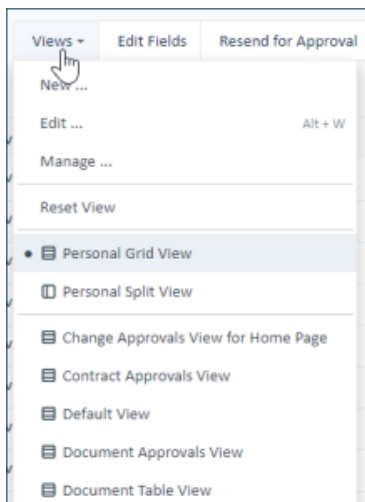 Views Edit Fields Resend for Approval
New ...
Edit ... Alt + W
Manage ...
Reset View
Personal Grid View
Personal Split View
Change Approvals View for Home Page
Contract Approvals View
Default View
Document Approvals View
Document Table View